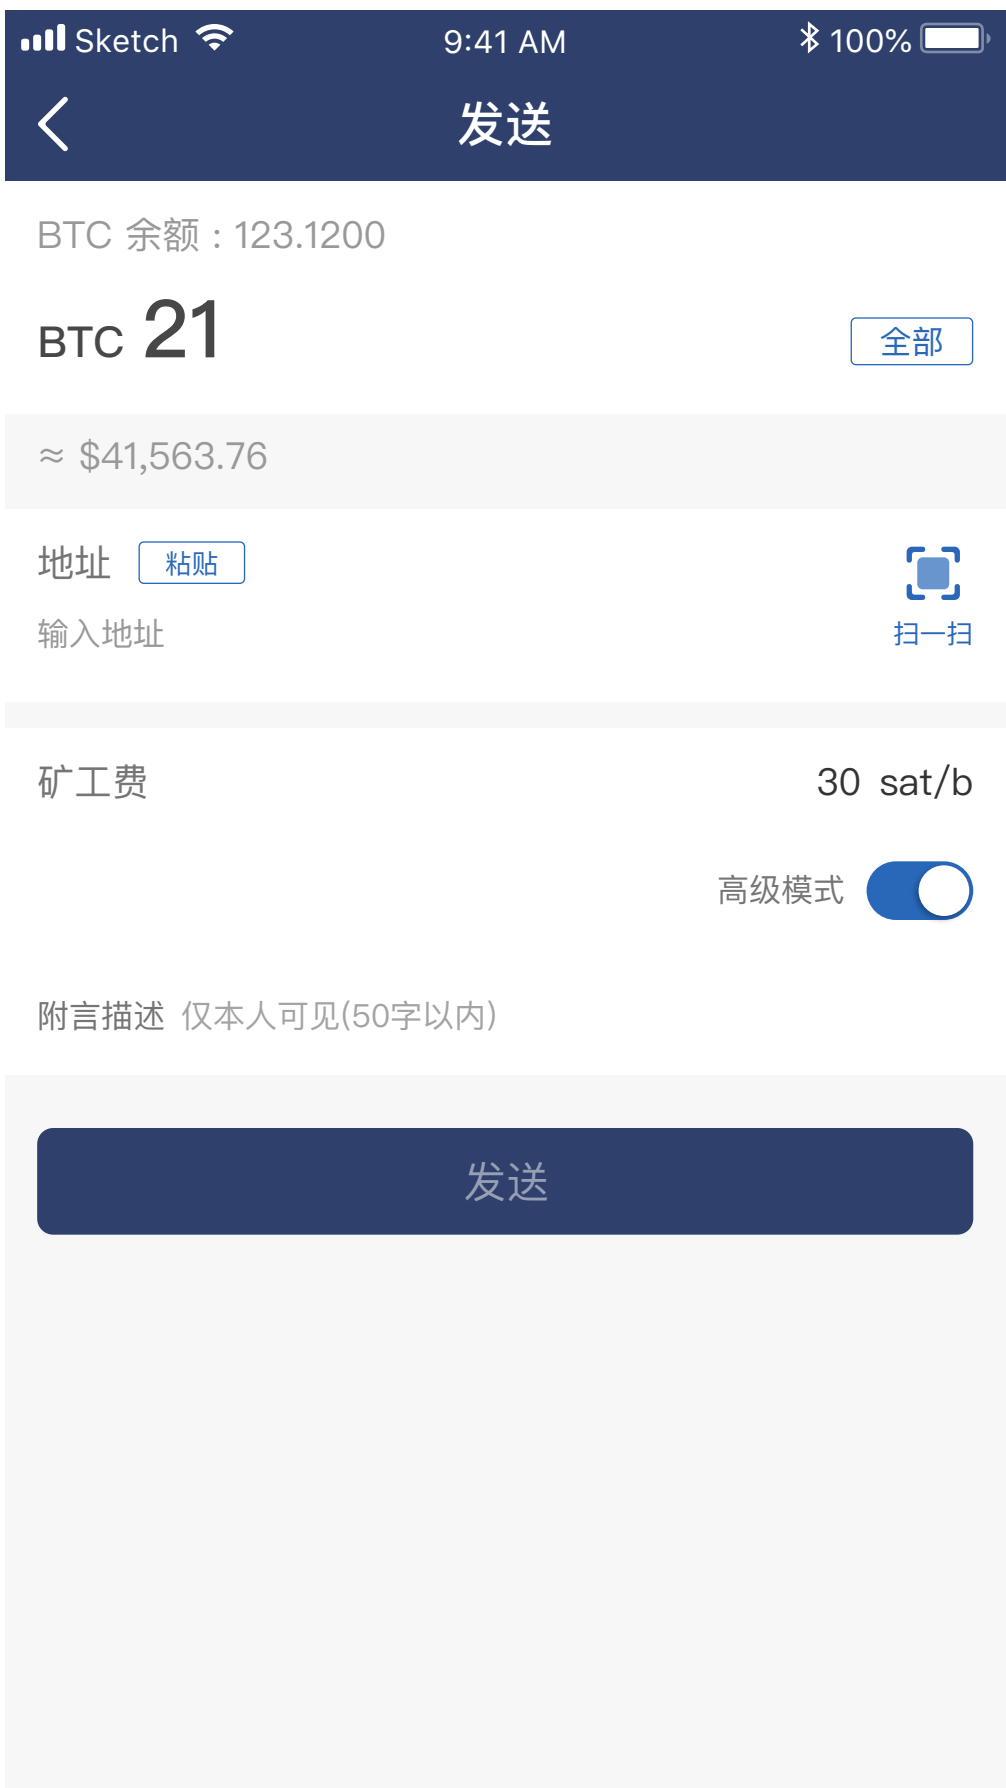 Sketch 9:41 AM 100%
发送
BTC 余额：123.1200
BTC 21 全部
≈ $41,563.76
地址 粘贴
输入地址 扫一扫
矿工费 30 sat/b
高级模式
附言描述 仅本人可见(50字以内)
发送